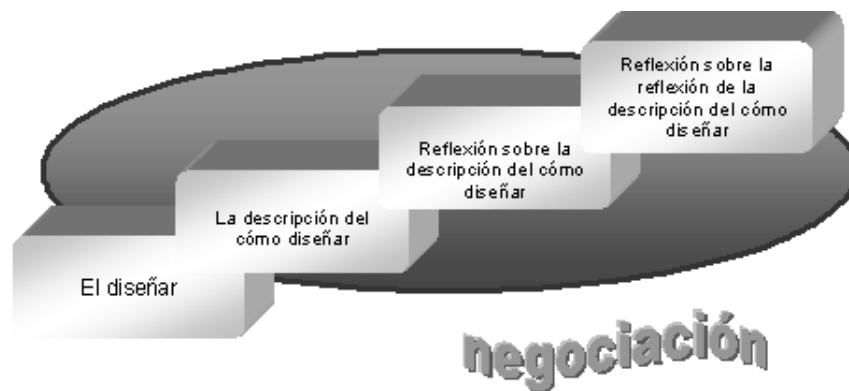 Reflexión sobre la
reflexión de la
descripción del cómo
diseñar
Reflexión sobre la
descripción del cómo
diseñar
La descripción del
cómo diseñar
El diseñar
negociación